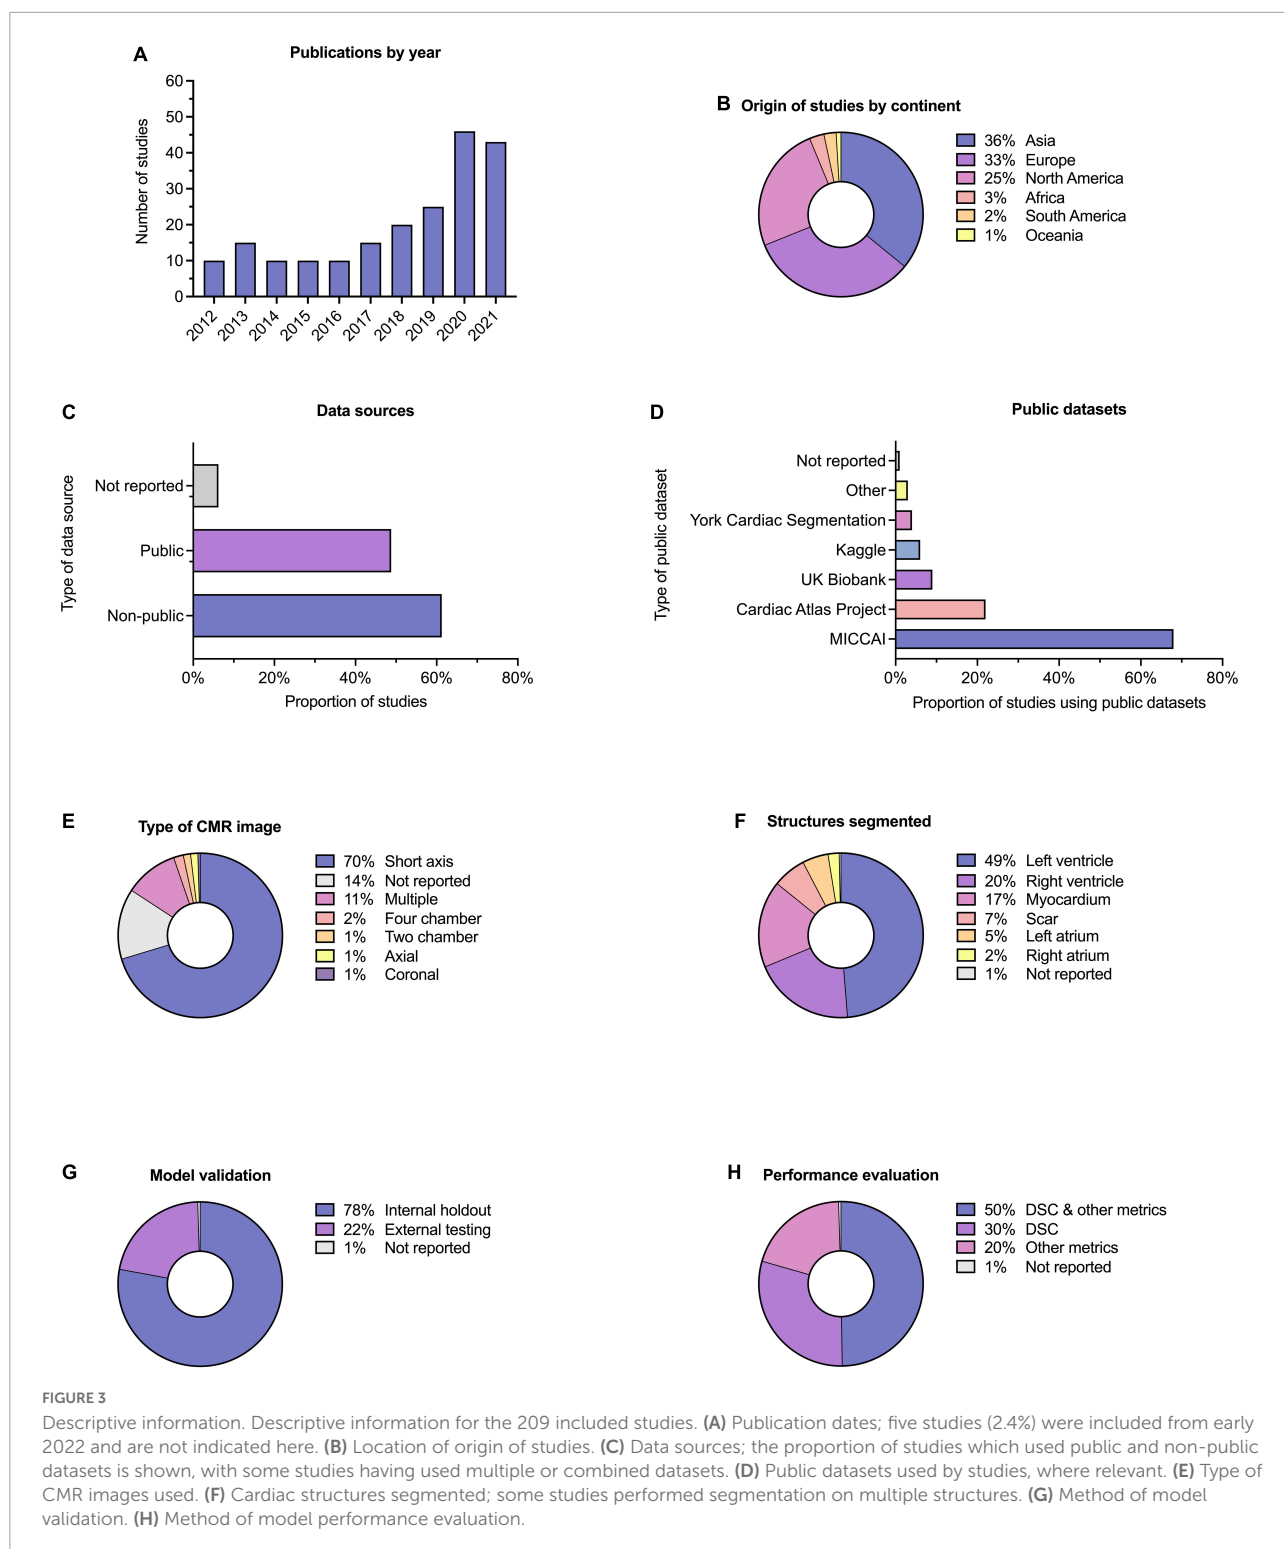 A
Publications by year
Number of studies
60
50
40
30
20
10
0
2012
2013
2014
2015
2016
2017
2018
2019
2020
2021
B Origin of studies by continent
36% Asia
33% Europe
25% North America
3% Africa
2% South America
1% Oceania
C
Data sources
Type of data source
Not reported
Public
Non-public
0% 20% 40% 60% 80%
Proportion of studies
D
Public datasets
Type of public dataset
Not reported
Other
York Cardiac Segmentation
Kaggle
UK Biobank
Cardiac Atlas Project
MICCAI
0% 20% 40% 60% 80%
Proportion of studies using public datasets
E
Type of CMR image
70% Short axis
14% Not reported
11% Multiple
2% Four chamber
1% Two chamber
1% Axial
1% Coronal
F
Structures segmented
49% Left ventricle
20% Right ventricle
17% Myocardium
7% Scar
5% Left atrium
2% Right atrium
1% Not reported
G
Model validation
78% Internal holdout
22% External testing
1% Not reported
H
Performance evaluation
50% DSC & other metrics
30% DSC
20% Other metrics
1% Not reported
FIGURE 3
Descriptive information. Descriptive information for the 209 included studies. (A) Publication dates; five studies (2.4%) were included from early
2022 and are not indicated here. (B) Location of origin of studies. (C) Data sources; the proportion of studies which used public and non-public
datasets is shown, with some studies having used multiple or combined datasets. (D) Public datasets used by studies, where relevant. (E) Type of
CMR images used. (F) Cardiac structures segmented; some studies performed segmentation on multiple structures. (G) Method of model
validation. (H) Method of model performance evaluation.